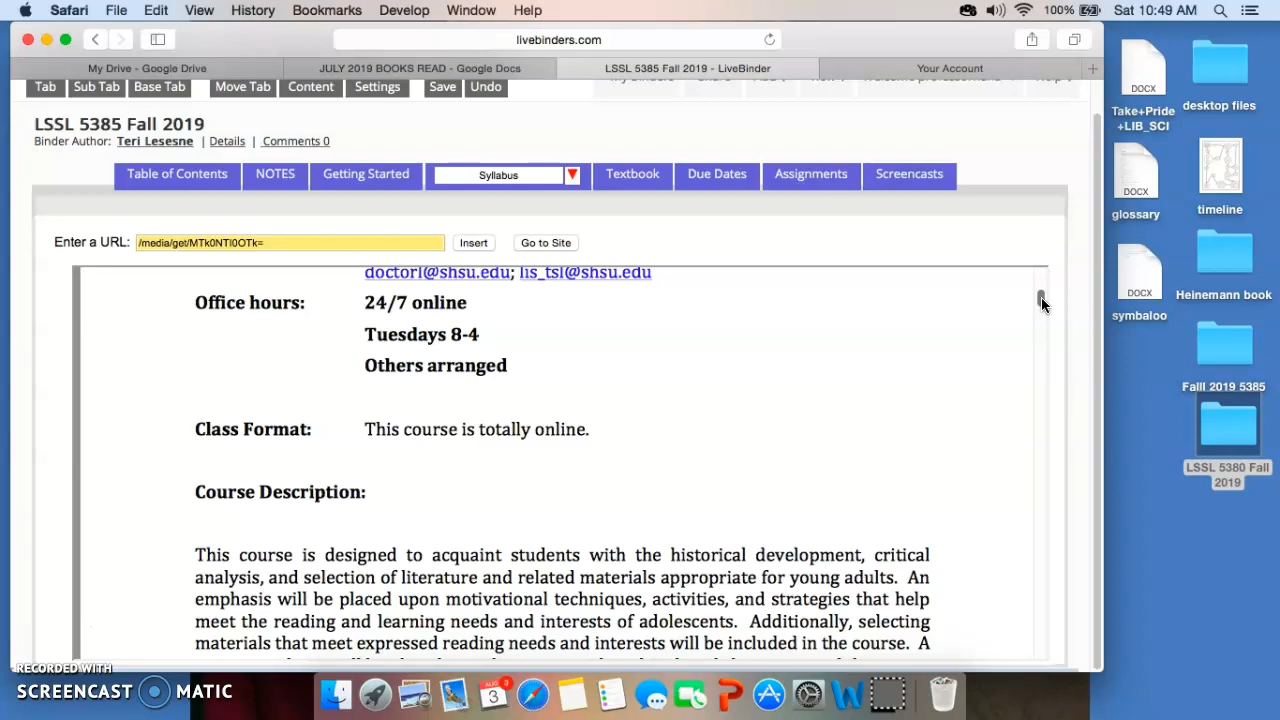 Safari File Edit View History Bookmarks Develop Window Help 100% Sat 10:49 AM
livebinders.com
My Drive - Google Drive JULY 2019 BOOKS READ - Google Docs LSSL 5385 Fall 2019 - LiveBinder Your Account
Tab Sub Tab Base Tab Move Tab Content Settings Save Undo
LSSL 5385 Fall 2019
Binder Author: Teri Lesesne | Details | Comments 0
Table of Contents NOTES Getting Started Syllabus Textbook Due Dates Assignments Screencasts
Enter a URL: /media/get/MTk0NTI0OTk= Insert Go to Site
doctorl@shsu.edu; lis_tsl@shsu.edu
Office hours: 24/7 online
Tuesdays 8-4
Others arranged
Class Format: This course is totally online.
Course Description:
This course is designed to acquaint students with the historical development, critical
analysis, and selection of literature and related materials appropriate for young adults. An
emphasis will be placed upon motivational techniques, activities, and strategies that help
meet the reading and learning needs and interests of adolescents. Additionally, selecting
materials that meet expressed reading needs and interests will be included in the course. A
DOCX
Take+Pride
+LIB_SCI
desktop files
DOCX
glossary
timeline
DOCX
symbaloo
Heinemann book
Falll 2019 5385
LSSL 5380 Fall
2019
AUG
3
3
RECORDED WITH
SCREENCAST MATIC